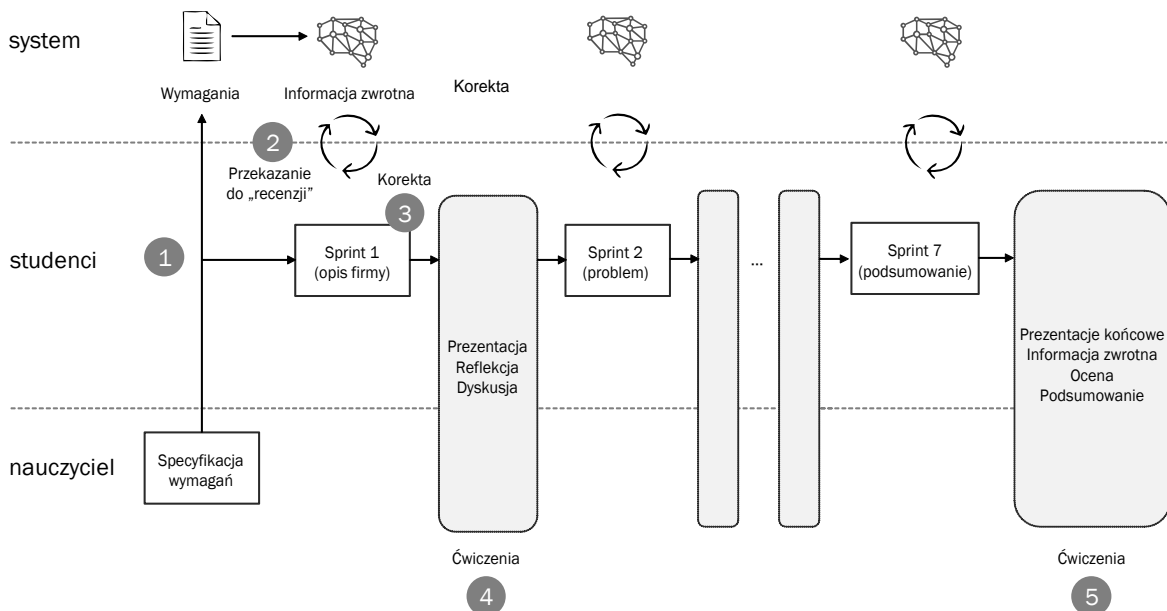 system
Wymagania
Informacja zwrotna
Korekta
2
Przekazanie
do „recenzji”
Korekta
3
studenci
1
Sprint 1
(opis firmy)
Sprint 2
(problem)
...
Sprint 7
(podsumowanie)
Prezentacja
Reflekcja
Dyskusja
Prezentacje końcowe
Informacja zwrotna
Ocena
Podsumowanie
nauczyciel
Specyfikacja
wymagań
Ćwiczenia
4
Ćwiczenia
5